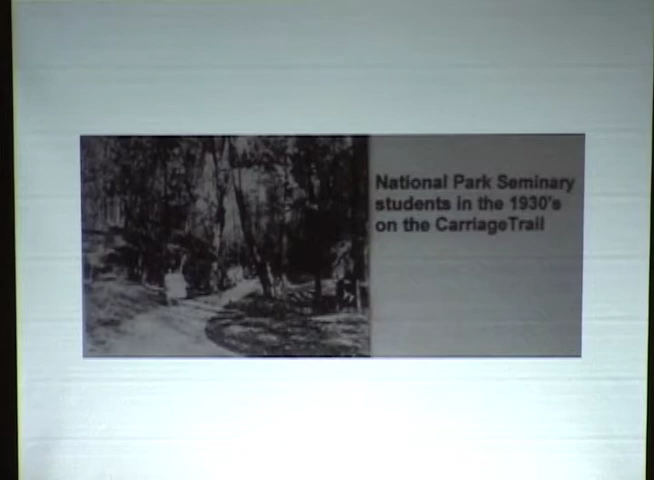 National Park Seminary
students in the 1930's
on the CarriageTrail